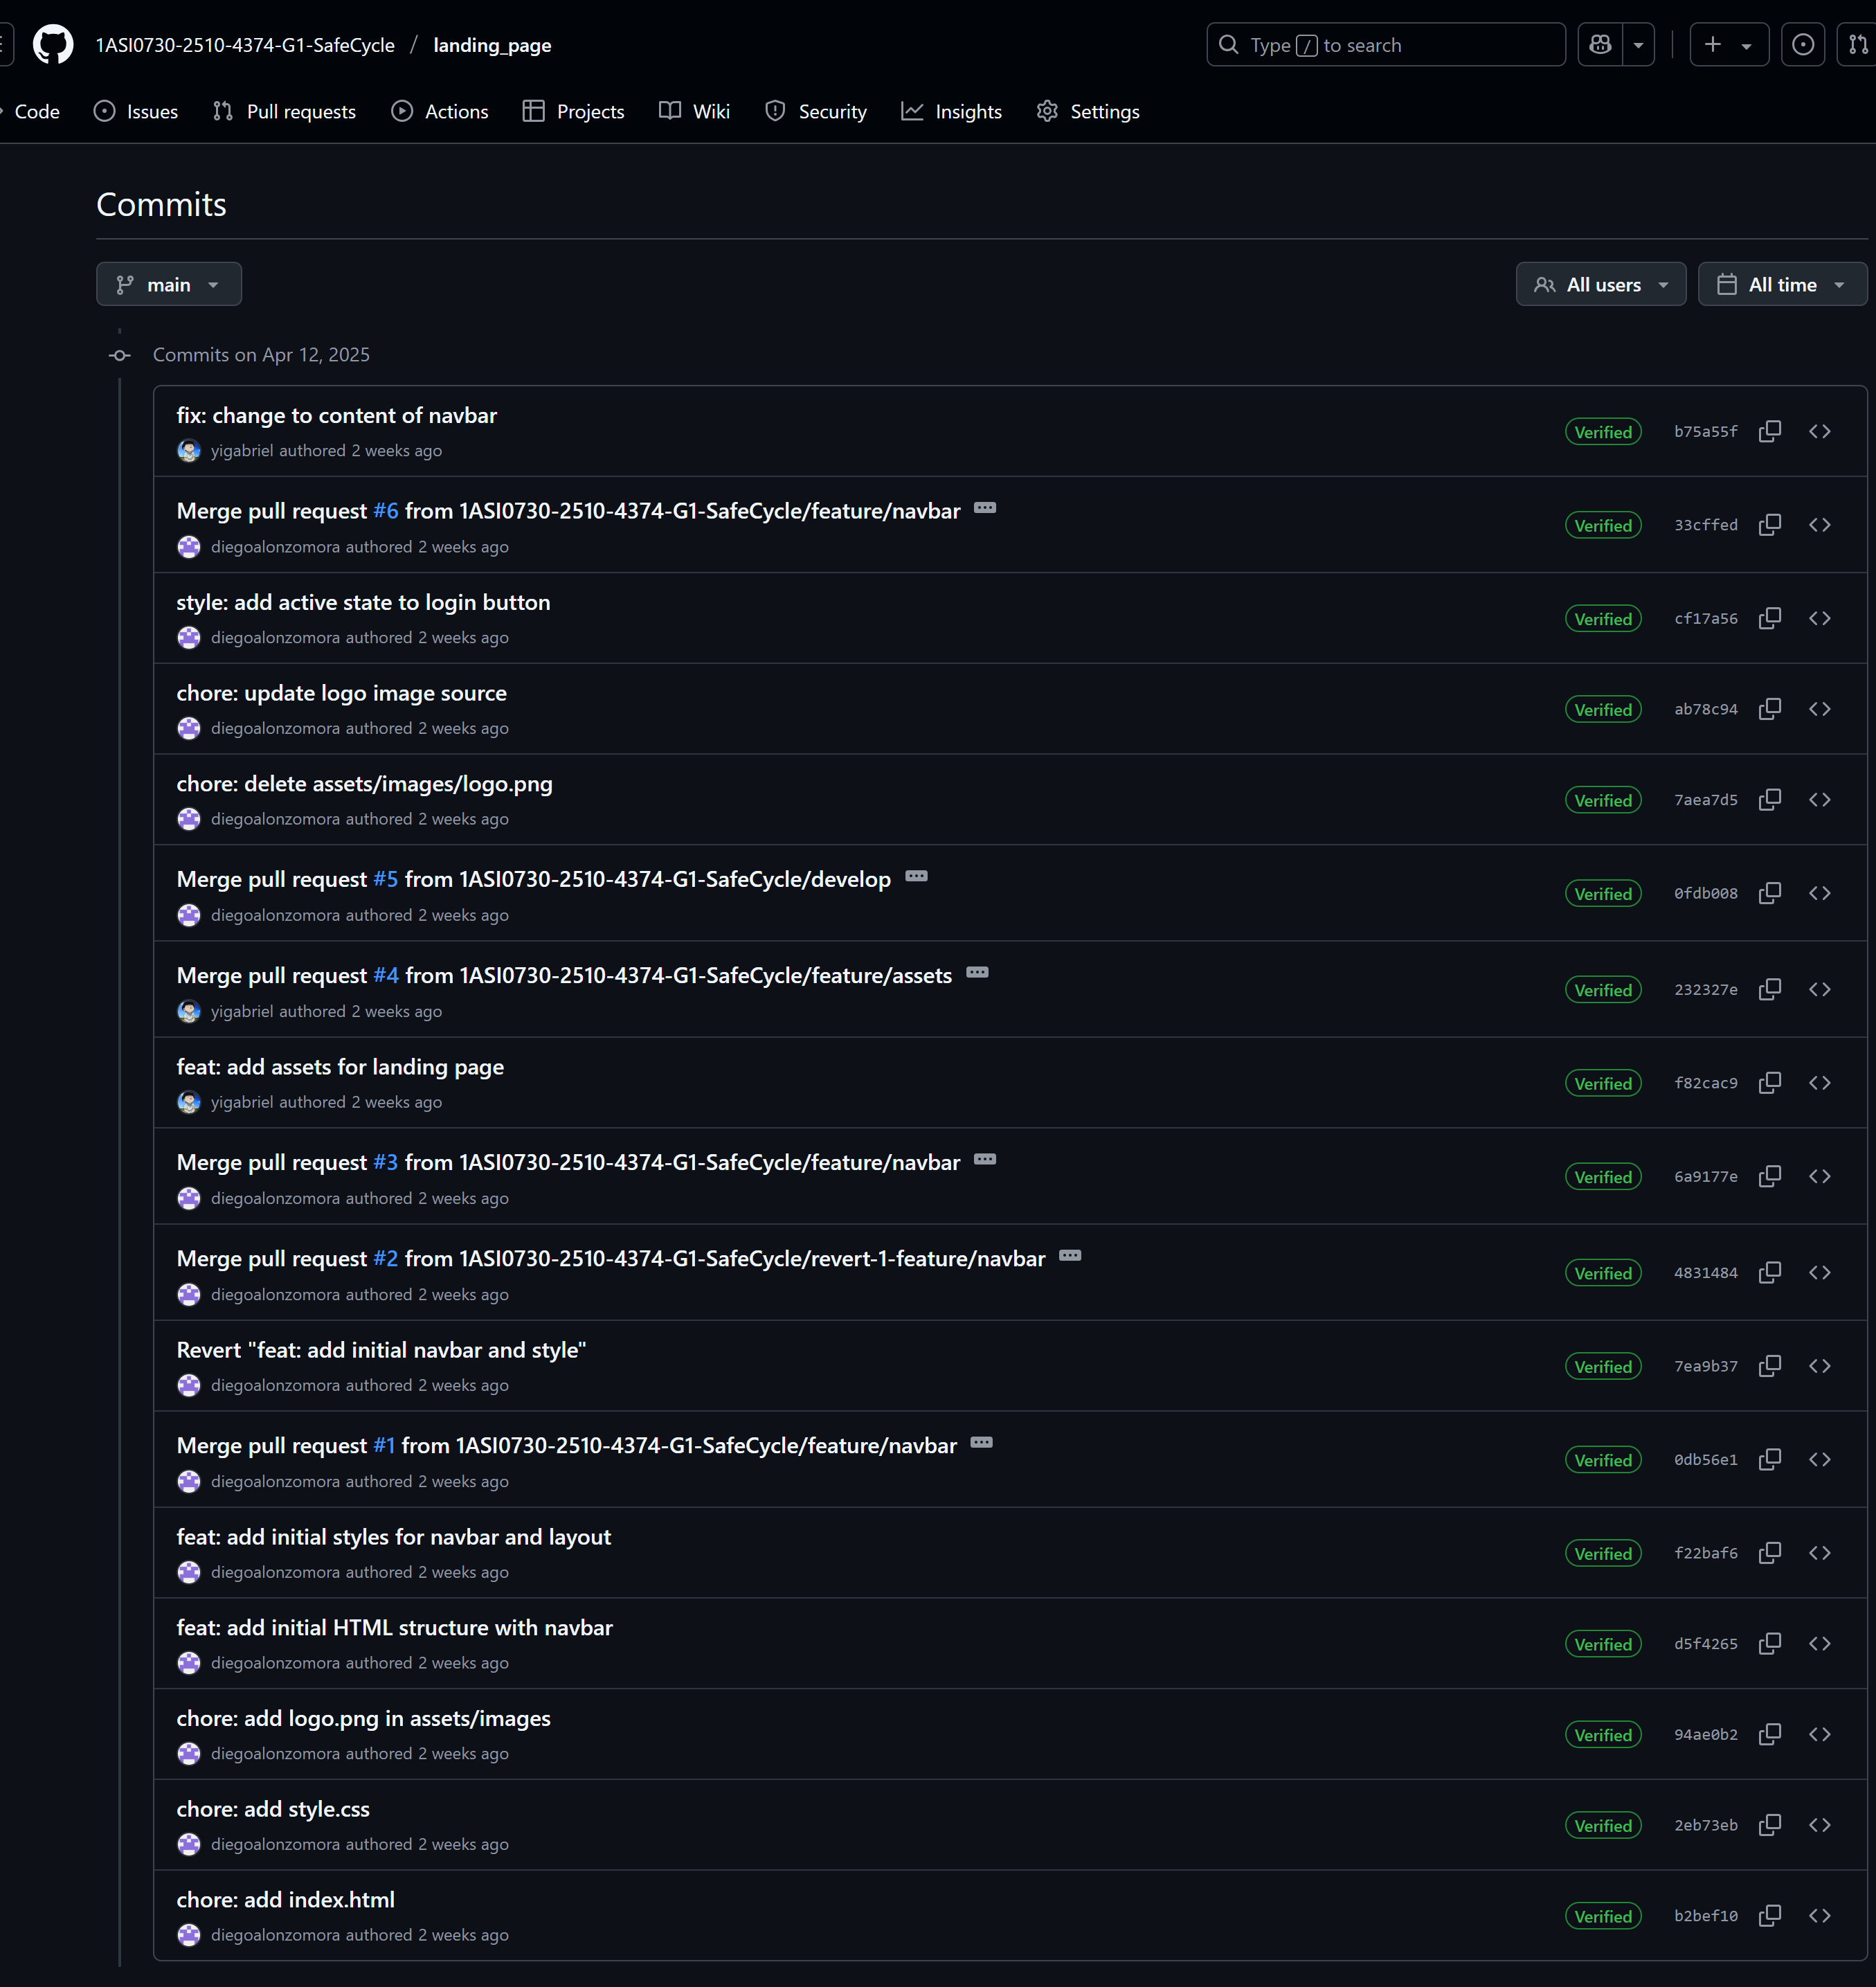 1ASI0730-2510-4374-G1-SafeCycle / landing_page Type / to search
Code Issues Pull requests Actions Projects Wiki Security Insights Settings
Commits
main All users All time
Commits on Apr 12, 2025
fix: change to content of navbar
yigabriel authored 2 weeks ago
Verified b75a55f
Merge pull request #6 from 1ASI0730-2510-4374-G1-SafeCycle/feature/navbar
diegoalonzomora authored 2 weeks ago
Verified 33cffed
style: add active state to login button
diegoalonzomora authored 2 weeks ago
Verified cf17a56
chore: update logo image source
diegoalonzomora authored 2 weeks ago
Verified ab78c94
chore: delete assets/images/logo.png
diegoalonzomora authored 2 weeks ago
Verified 7aea7d5
Merge pull request #5 from 1ASI0730-2510-4374-G1-SafeCycle/develop
diegoalonzomora authored 2 weeks ago
Verified 0fdb008
Merge pull request #4 from 1ASI0730-2510-4374-G1-SafeCycle/feature/assets
yigabriel authored 2 weeks ago
Verified 232327e
feat: add assets for landing page
yigabriel authored 2 weeks ago
Verified f82cac9
Merge pull request #3 from 1ASI0730-2510-4374-G1-SafeCycle/feature/navbar
diegoalonzomora authored 2 weeks ago
Verified 6a9177e
Merge pull request #2 from 1ASI0730-2510-4374-G1-SafeCycle/revert-1-feature/navbar
diegoalonzomora authored 2 weeks ago
Verified 4831484
Revert "feat: add initial navbar and style"
diegoalonzomora authored 2 weeks ago
Verified 7ea9b37
Merge pull request #1 from 1ASI0730-2510-4374-G1-SafeCycle/feature/navbar
diegoalonzomora authored 2 weeks ago
Verified 0db56e1
feat: add initial styles for navbar and layout
diegoalonzomora authored 2 weeks ago
Verified f22baf6
feat: add initial HTML structure with navbar
diegoalonzomora authored 2 weeks ago
Verified d5f4265
chore: add logo.png in assets/images
diegoalonzomora authored 2 weeks ago
Verified 94ae0b2
chore: add style.css
diegoalonzomora authored 2 weeks ago
Verified 2eb73eb
chore: add index.html
diegoalonzomora authored 2 weeks ago
Verified b2bef10